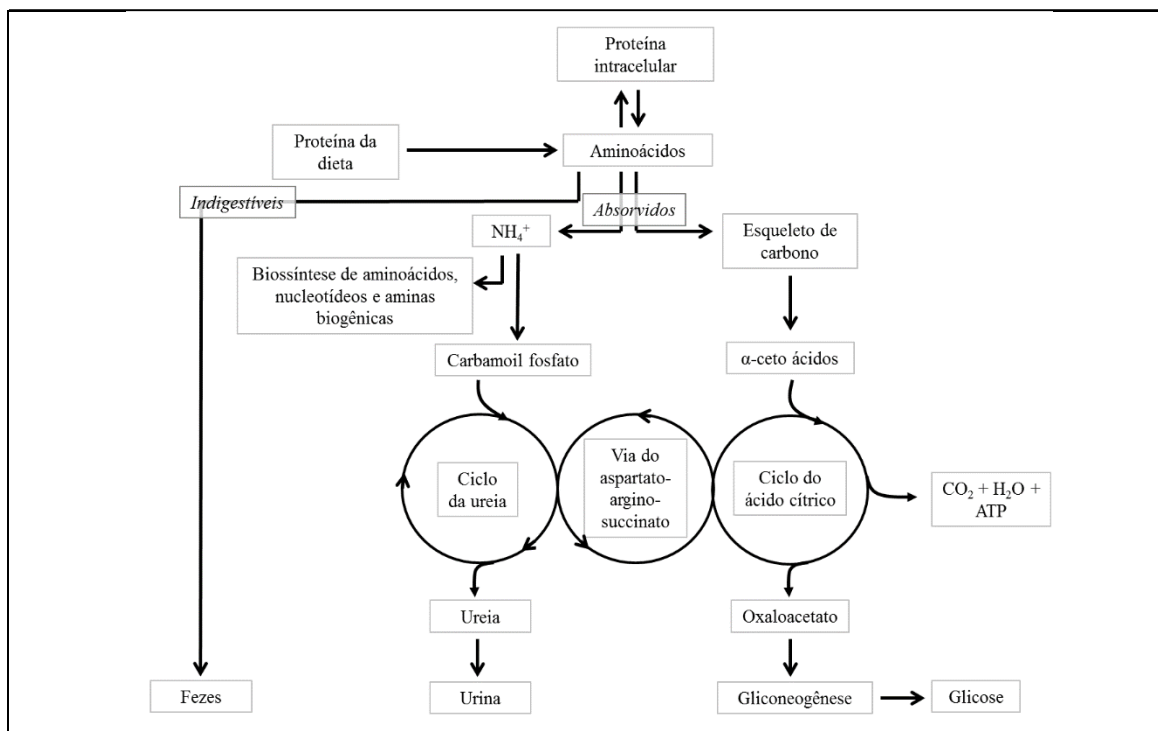 Proteína
intracelular
Proteína da
dieta
Aminoácidos
Indigestíveis
Absorvidos
NH₄⁺
Esqueleto de
carbono
Biossíntese de aminoácidos,
nucleotídeos e aminas
biogênicas
Carbamoil fosfato
α-ceto ácidos
Ciclo
da ureia
Via do
aspartato-
argino-
succinato
Ciclo do
ácido cítrico
CO₂ + H₂O +
ATP
Ureia
Oxaloacetato
Fezes
Urina
Gliconeogênese
Glicose